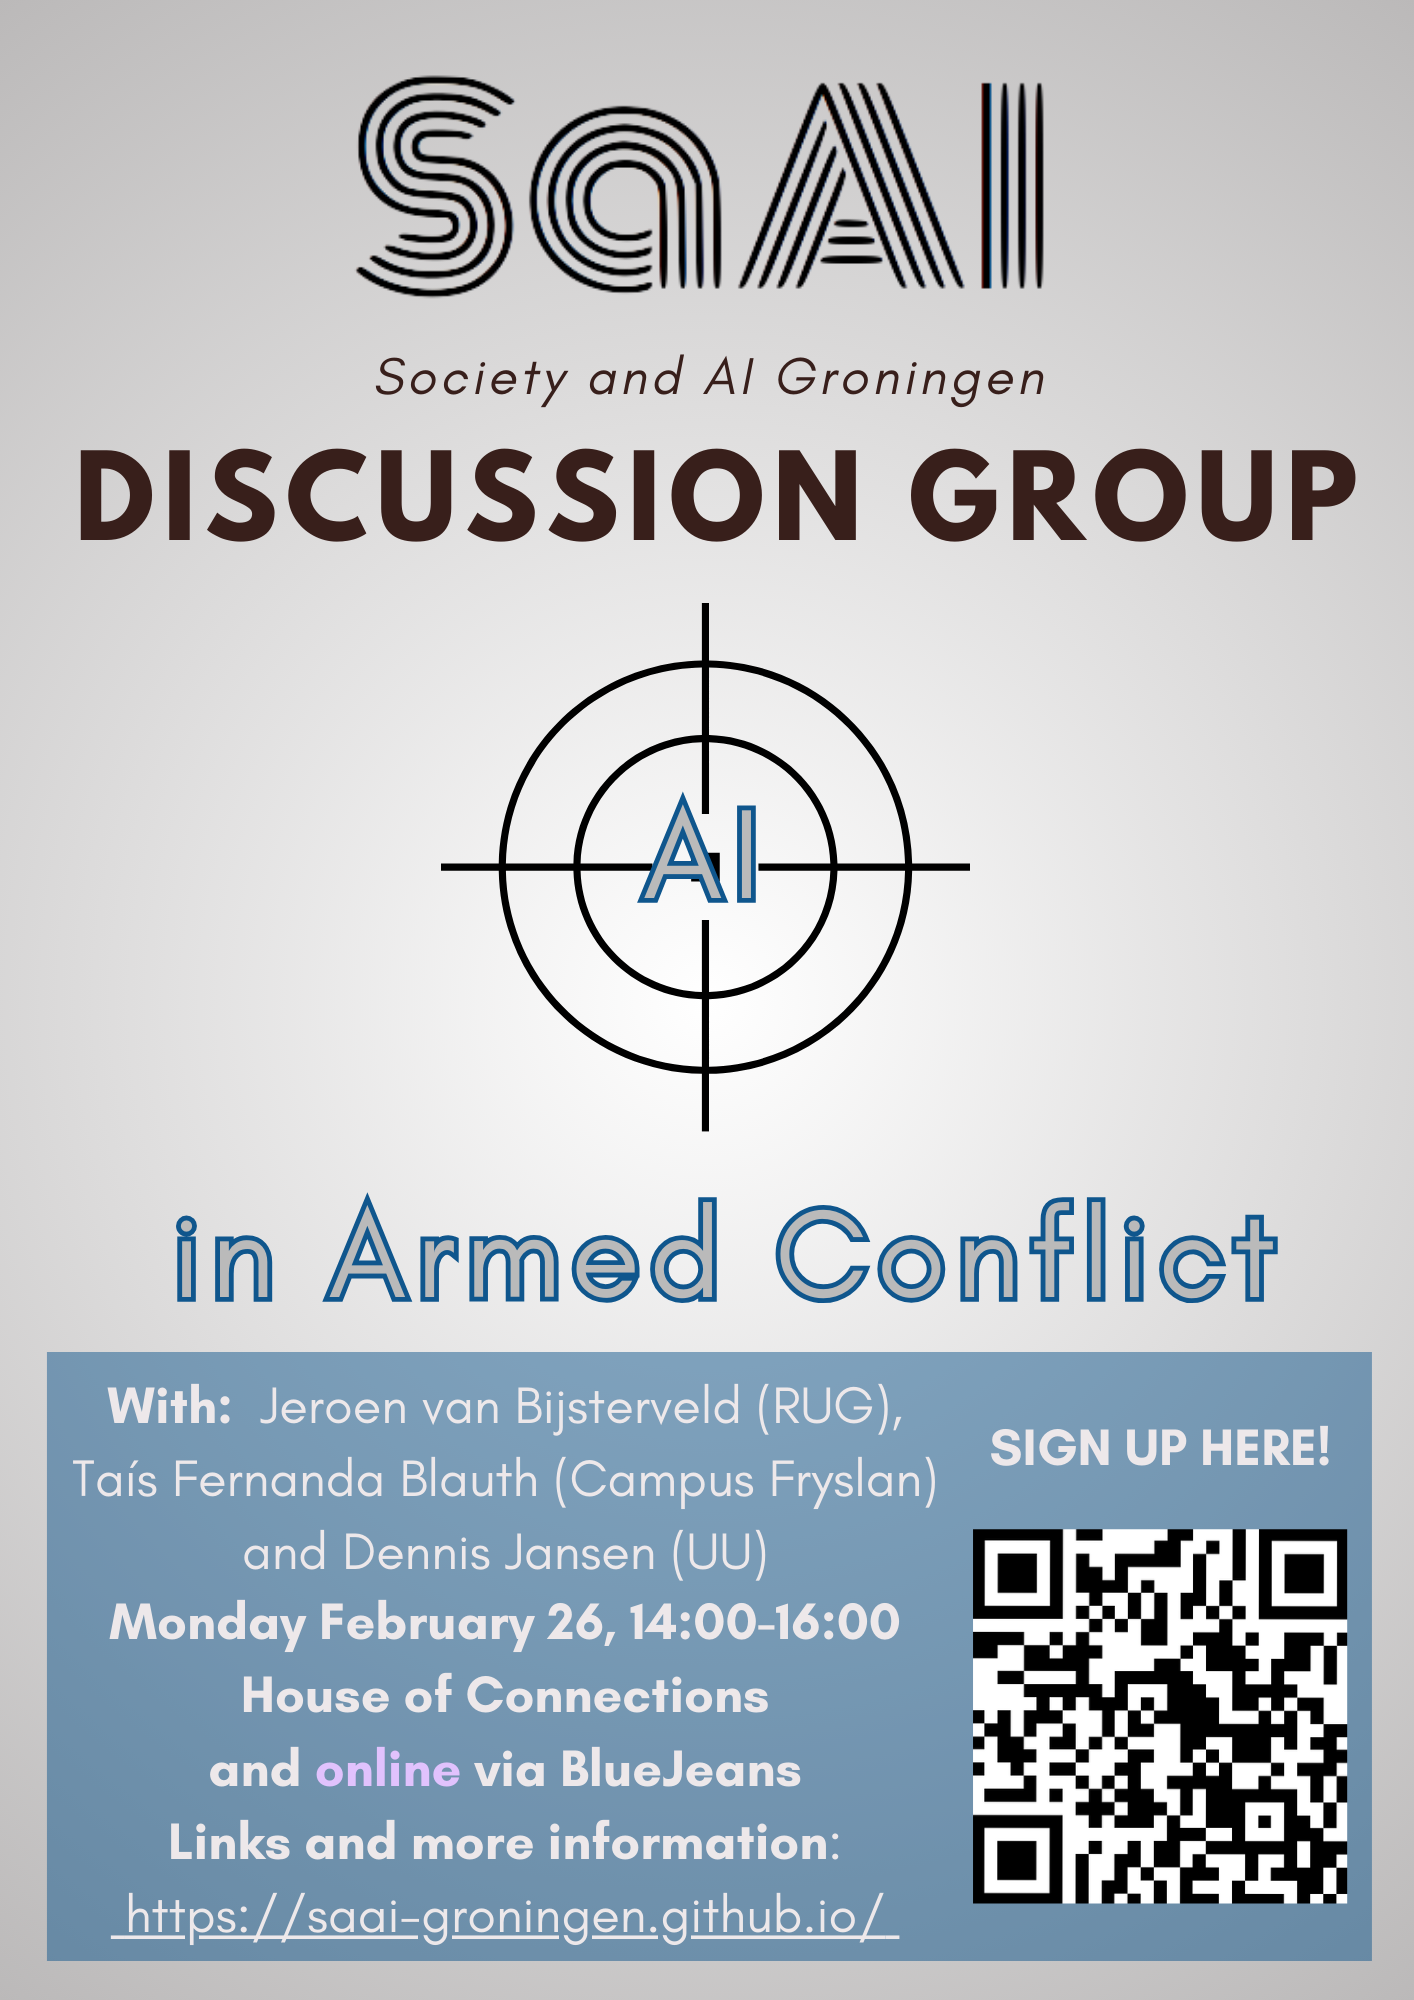 SaAI
Society and AI Groningen
DISCUSSION GROUP
AI
in Armed Conflict
With: Jeroen van Bijsterveld (RUG),
Taís Fernanda Blauth (Campus Fryslan)
and Dennis Jansen (UU)
Monday February 26, 14:00-16:00
House of Connections
and online via BlueJeans
Links and more information:
https://saai-groningen.github.io/
SIGN UP HERE!